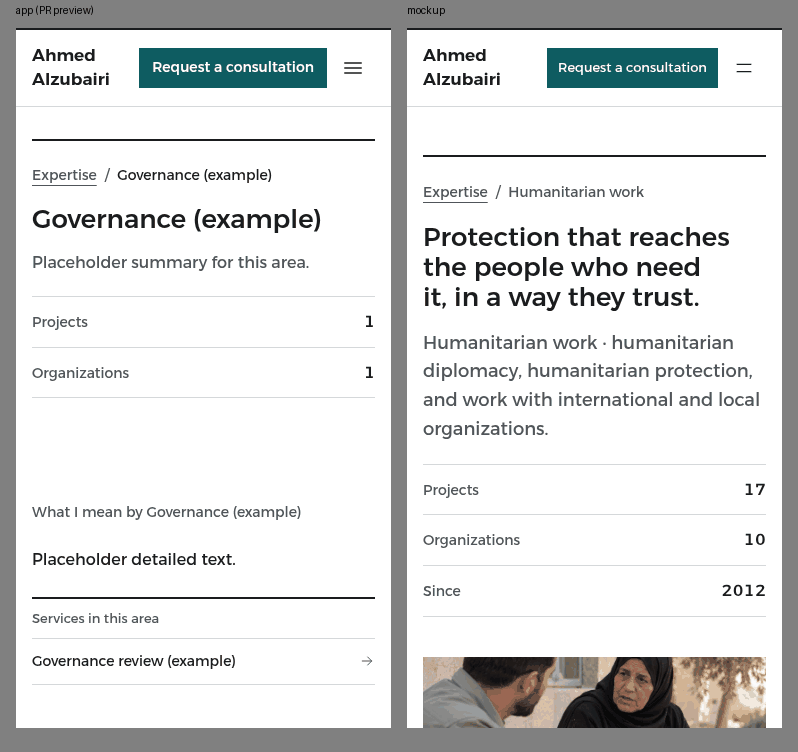 app (PR preview)
Ahmed
Alzubairi
Request a consultation
Expertise / Governance (example)
Governance (example)
Placeholder summary for this area.
Projects 1
Organizations 1
What I mean by Governance (example)
Placeholder detailed text.
Services in this area
Governance review (example) →
mockup
Ahmed
Alzubairi
Request a consultation
Expertise / Humanitarian work
Protection that reaches
the people who need
it, in a way they trust.
Humanitarian work · humanitarian
diplomacy, humanitarian protection,
and work with international and local
organizations.
Projects 17
Organizations 10
Since 2012